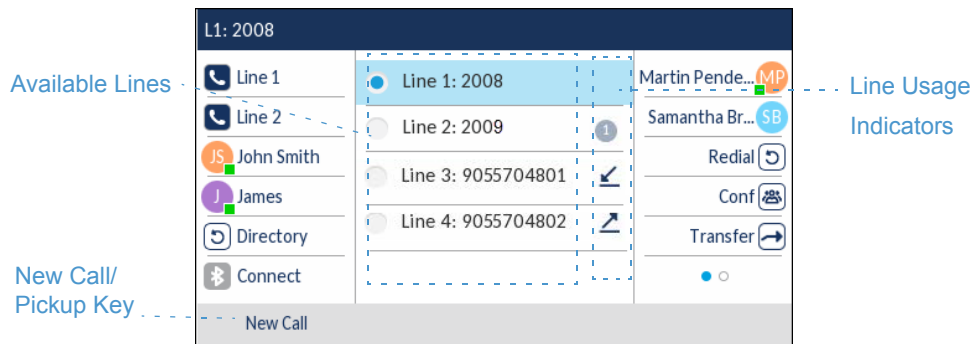 L1: 2008
Available Lines
New Call/
Pickup Key
Line 1
Line 2
JS John Smith
J James
Directory
Connect
Line 1: 2008
Line 2: 2009
1
Line 3: 9055704801
Line 4: 9055704802
Martin Pende... MP
Samantha Br... SB
Redial
Conf
Transfer
New Call
Line Usage
Indicators